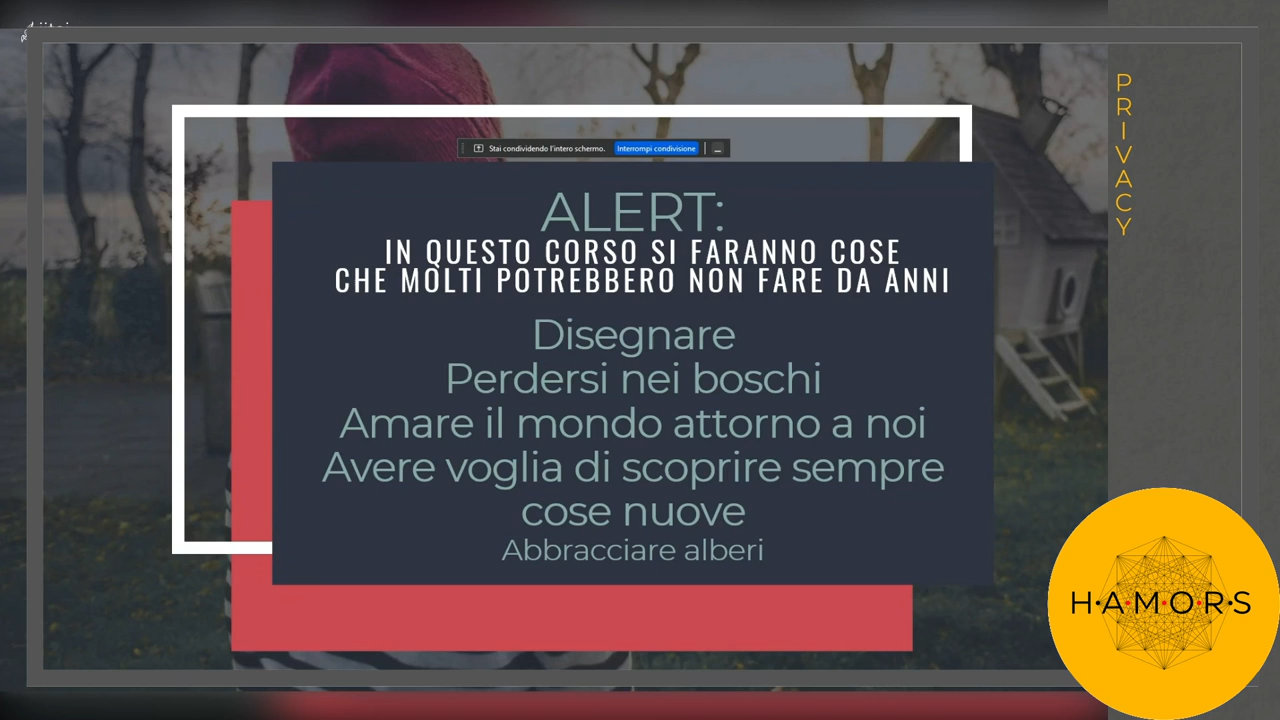 Stai condividendo l'intero schermo. Interrompi condivisione
ALERT:
IN QUESTO CORSO SI FARANNO COSE
CHE MOLTI POTREBBERO NON FARE DA ANNI
Disegnare
Perdersi nei boschi
Amare il mondo attorno a noi
Avere voglia di scoprire sempre
cose nuove
Abbracciare alberi
PRIVACY
H•A•M•O•R•S